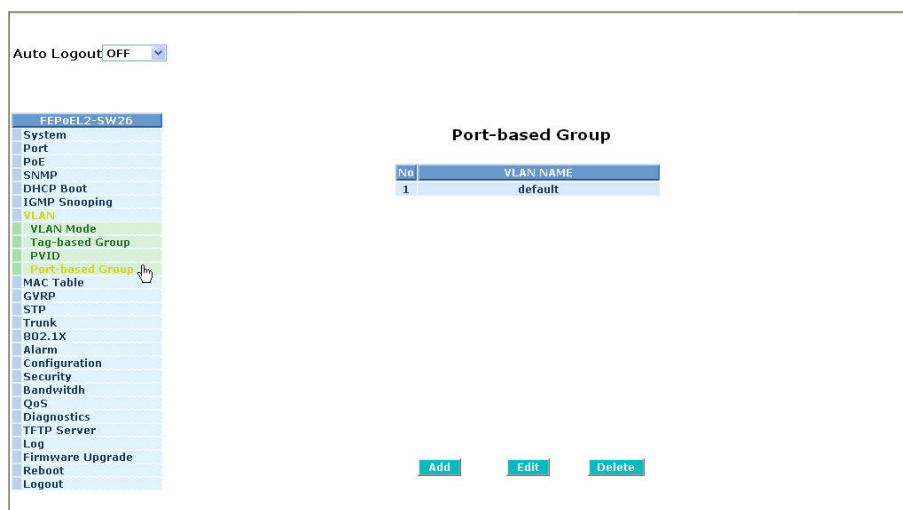 Auto Logout OFF
FEPoEL2-SW26
System
Port
PoE
SNMP
DHCP Boot
IGMP Snooping
VLAN
VLAN Mode
Tag-based Group
PVID
Port-based Group
MAC Table
GVRP
STP
Trunk
802.1X
Alarm
Configuration
Security
Bandwitdh
QoS
Diagnostics
TFTP Server
Log
Firmware Upgrade
Reboot
Logout
Port-based Group
No VLAN NAME
1 default
Add Edit Delete